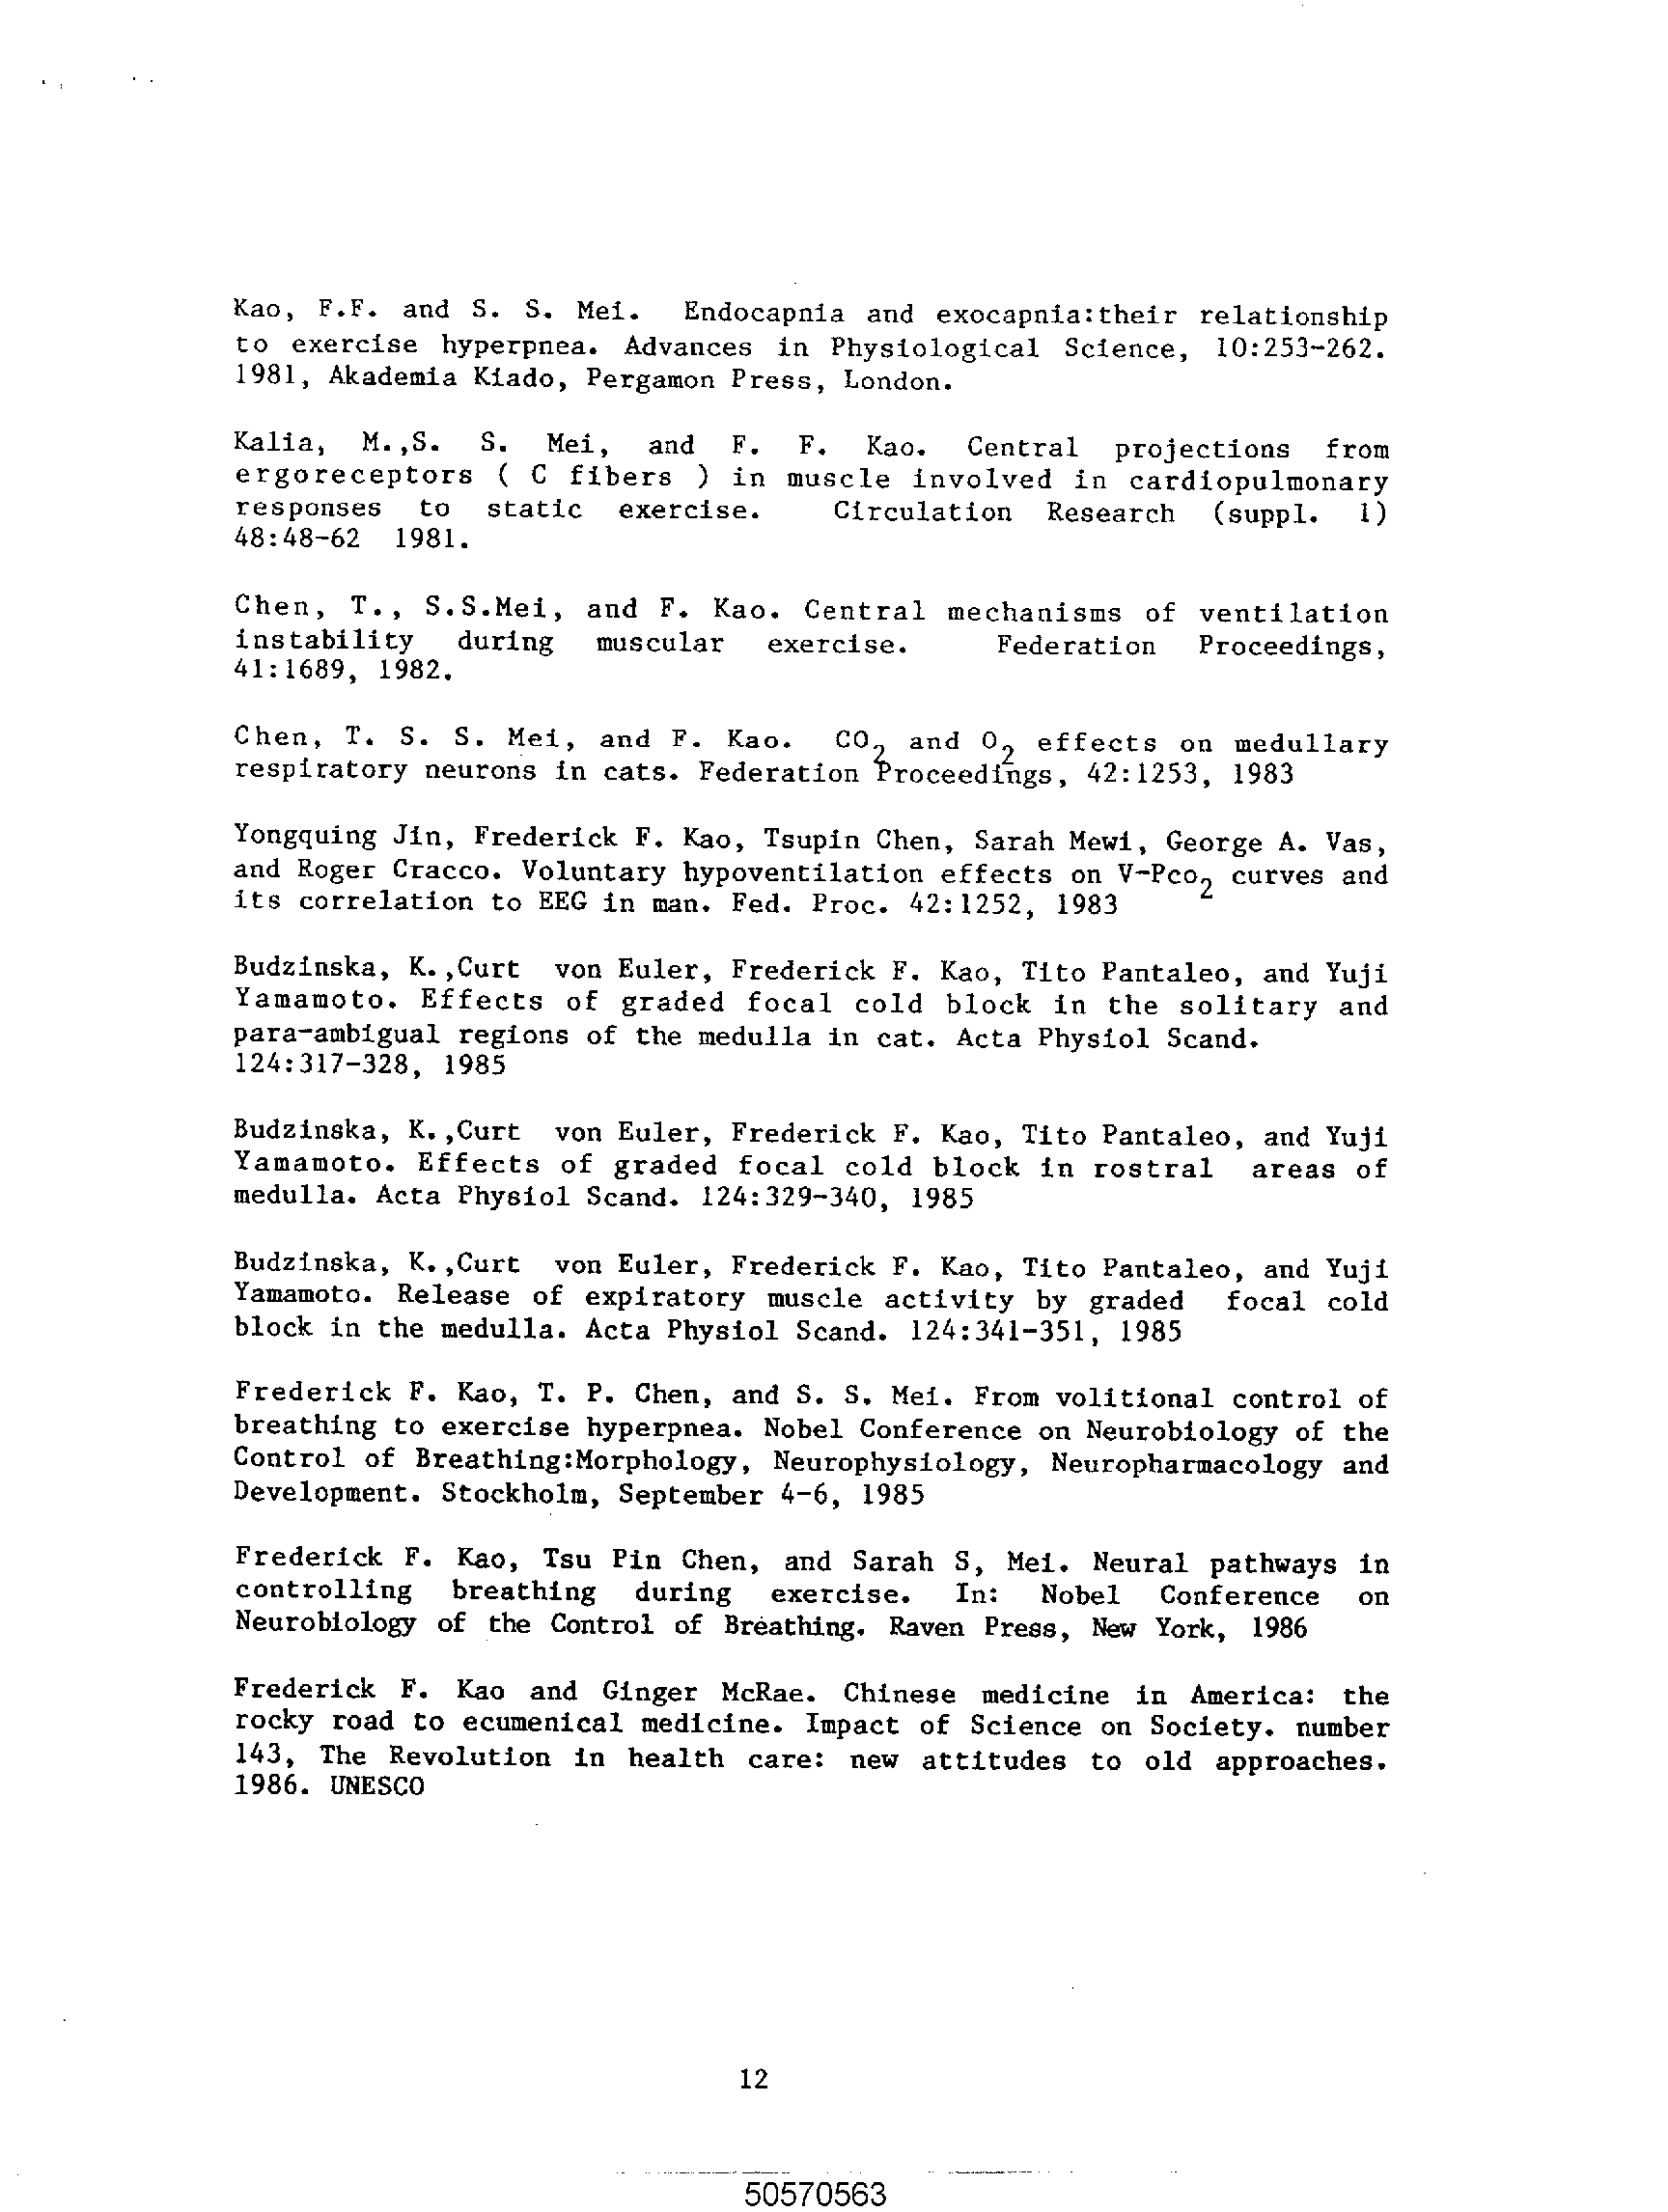 Kao, F.F. and S. S. Mei. Endocapnia and exocapnia:their relationship
to exercise hyperpnea. Advances in Physiological Science, 10:253-262.
1981, Akademia Kiado, Pergamon Press, London.
Kalia, M.,S. S. Mei, and F. F. Kao. Central projections from
ergoreceptors ( C fibers ) in muscle involved in cardiopulmonary
responses to static exercise. Circulation Research (suppl. 1)
48:48-62 1981.
Chen, T., S.S.Mei, and F. Kao. Central mechanisms of ventilation
instability during muscular exercise. Federation Proceedings,
41:1689, 1982.
Chen, T. S. S. Mei, and F. Kao. CO2 and O2 effects on medullary
respiratory neurons in cats. Federation Proceedings, 42:1253, 1983
Yongquing Jin, Frederick F. Kao, Tsupin Chen, Sarah Mewi, George A. Vas,
and Roger Cracco. Voluntary hypoventilation effects on V-Pco2 curves and
its correlation to EEG in man. Fed. Proc. 42:1252, 1983
Budzinska, K.,Curt von Euler, Frederick F. Kao, Tito Pantaleo, and Yuji
Yamamoto. Effects of graded focal cold block in the solitary and
para-ambigual regions of the medulla in cat. Acta Physiol Scand.
124:317-328, 1985
Budzinska, K.,Curt von Euler, Frederick F. Kao, Tito Pantaleo, and Yuji
Yamamoto. Effects of graded focal cold block in rostral areas of
medulla. Acta Physiol Scand. 124:329-340, 1985
Budzinska, K.,Curt von Euler, Frederick F. Kao, Tito Pantaleo, and Yuji
Yamamoto. Release of expiratory muscle activity by graded focal cold
block in the medulla. Acta Physiol Scand. 124:341-351, 1985
Frederick F. Kao, T. P. Chen, and S. S. Mei. From volitional control of
breathing to exercise hyperpnea. Nobel Conference on Neurobiology of the
Control of Breathing:Morphology, Neurophysiology, Neuropharmacology and
Development. Stockholm, September 4-6, 1985
Frederick F. Kao, Tsu Pin Chen, and Sarah S, Mei. Neural pathways in
controlling breathing during exercise. In: Nobel Conference on
Neurobiology of the Control of Breathing. Raven Press, New York, 1986
Frederick F. Kao and Ginger McRae. Chinese medicine in America: the
rocky road to ecumenical medicine. Impact of Science on Society. number
143, The Revolution in health care: new attitudes to old approaches.
1986. UNESCO
12
50570563